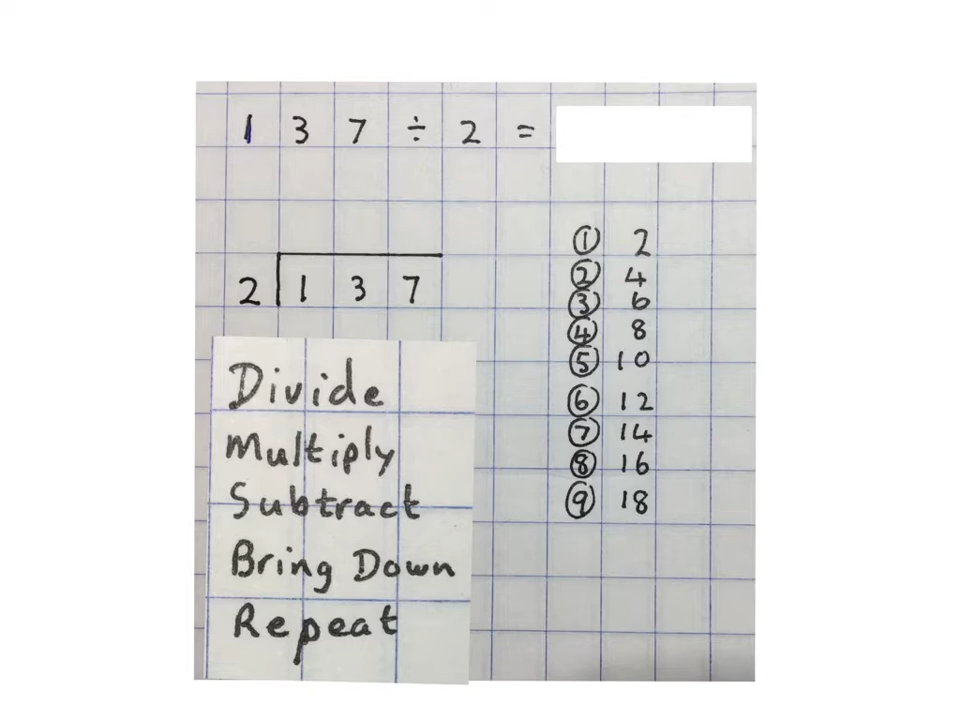 1 3 7 ÷ 2 =
2 1 3 7
Divide
Multiply
Subtract
Bring Down
Repeat
① 2
② 4
③ 6
④ 8
⑤ 10
⑥ 12
⑦ 14
⑧ 16
⑨ 18